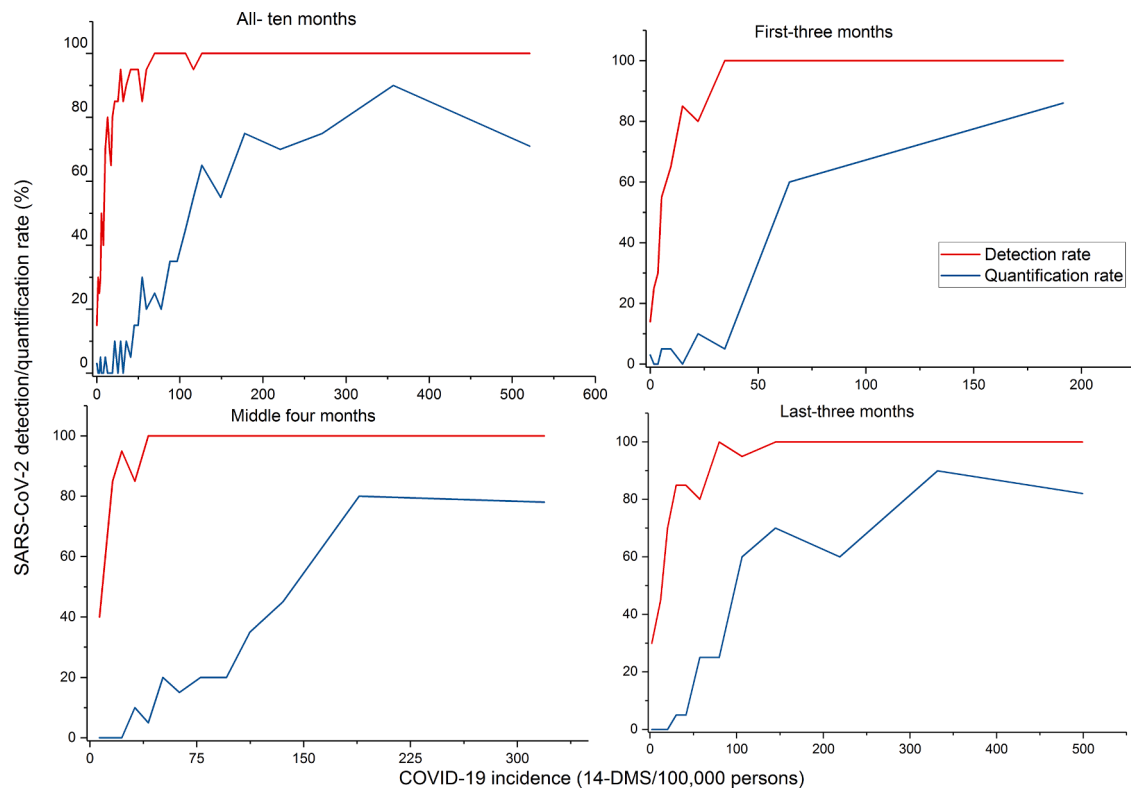 All- ten months
100
80
60
40
20
0
0 100 200 300 400 500 600
First-three months
100
80
60
40
20
0
0 50 100 150 200
Detection rate
Quantification rate
SARS-CoV-2 detection/quantification rate (%)
Middle four months
100
80
60
40
20
0
0 75 150 225 300
Last-three months
100
80
60
40
20
0
0 100 200 300 400 500
COVID-19 incidence (14-DMS/100,000 persons)